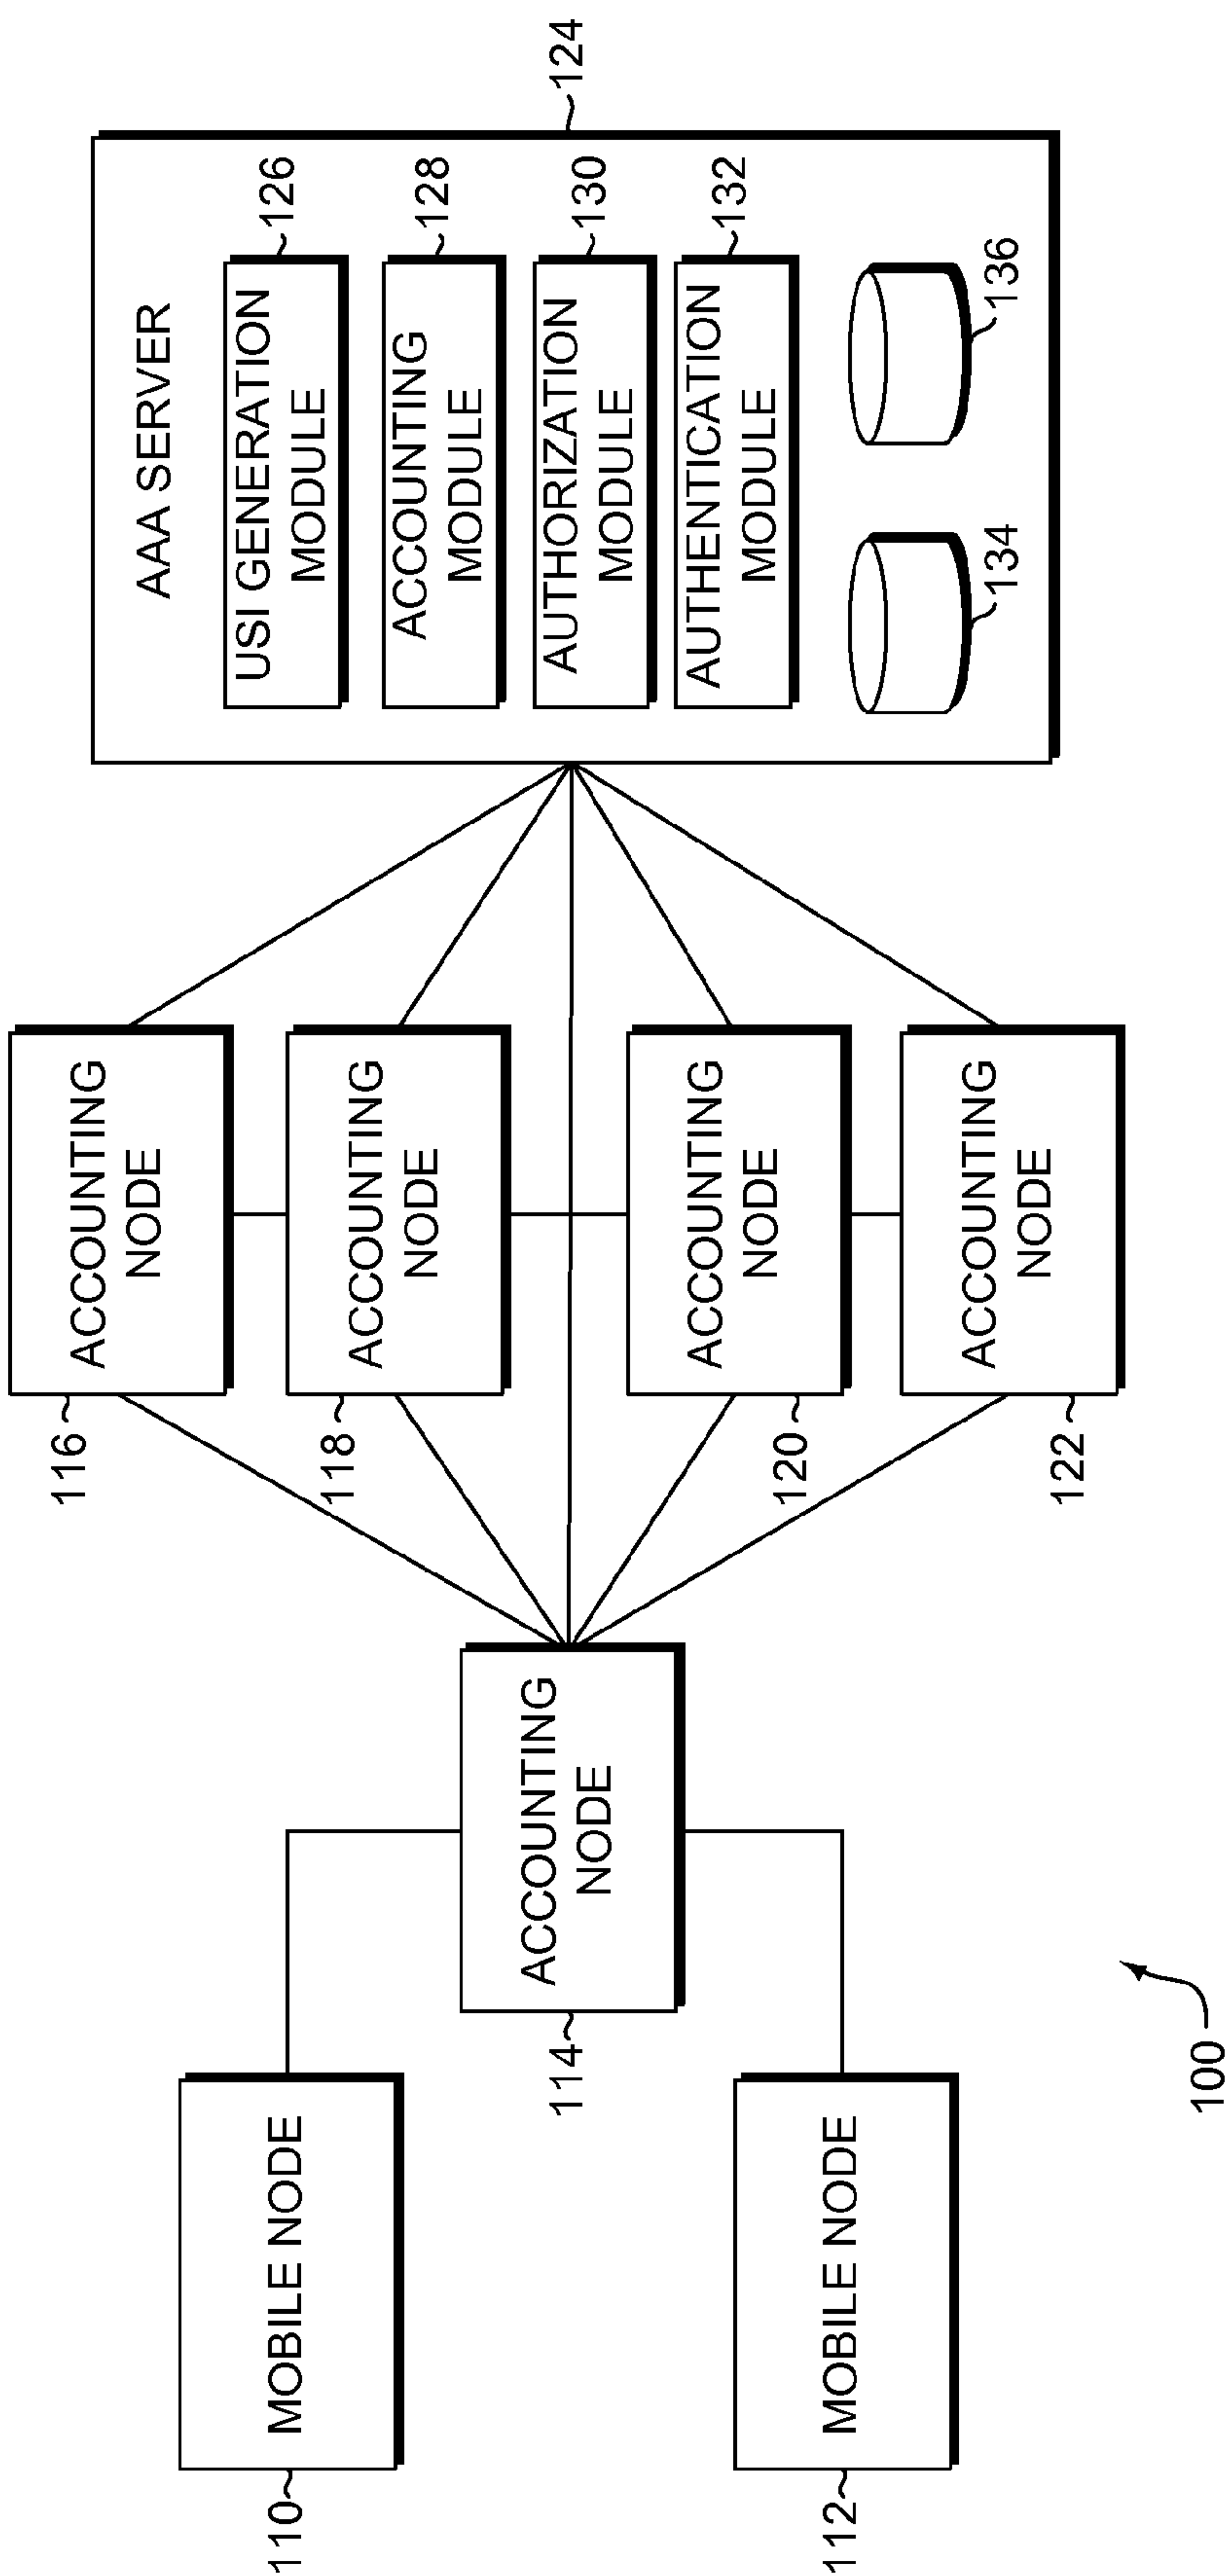 MOBILE NODE
110
MOBILE NODE
112
ACCOUNTING
NODE
114
ACCOUNTING
NODE
116
ACCOUNTING
NODE
118
ACCOUNTING
NODE
120
ACCOUNTING
NODE
122
AAA SERVER
124
USI GENERATION
MODULE
126
ACCOUNTING
MODULE
128
AUTHORIZATION
MODULE
130
AUTHENTICATION
MODULE
132
134
136
100